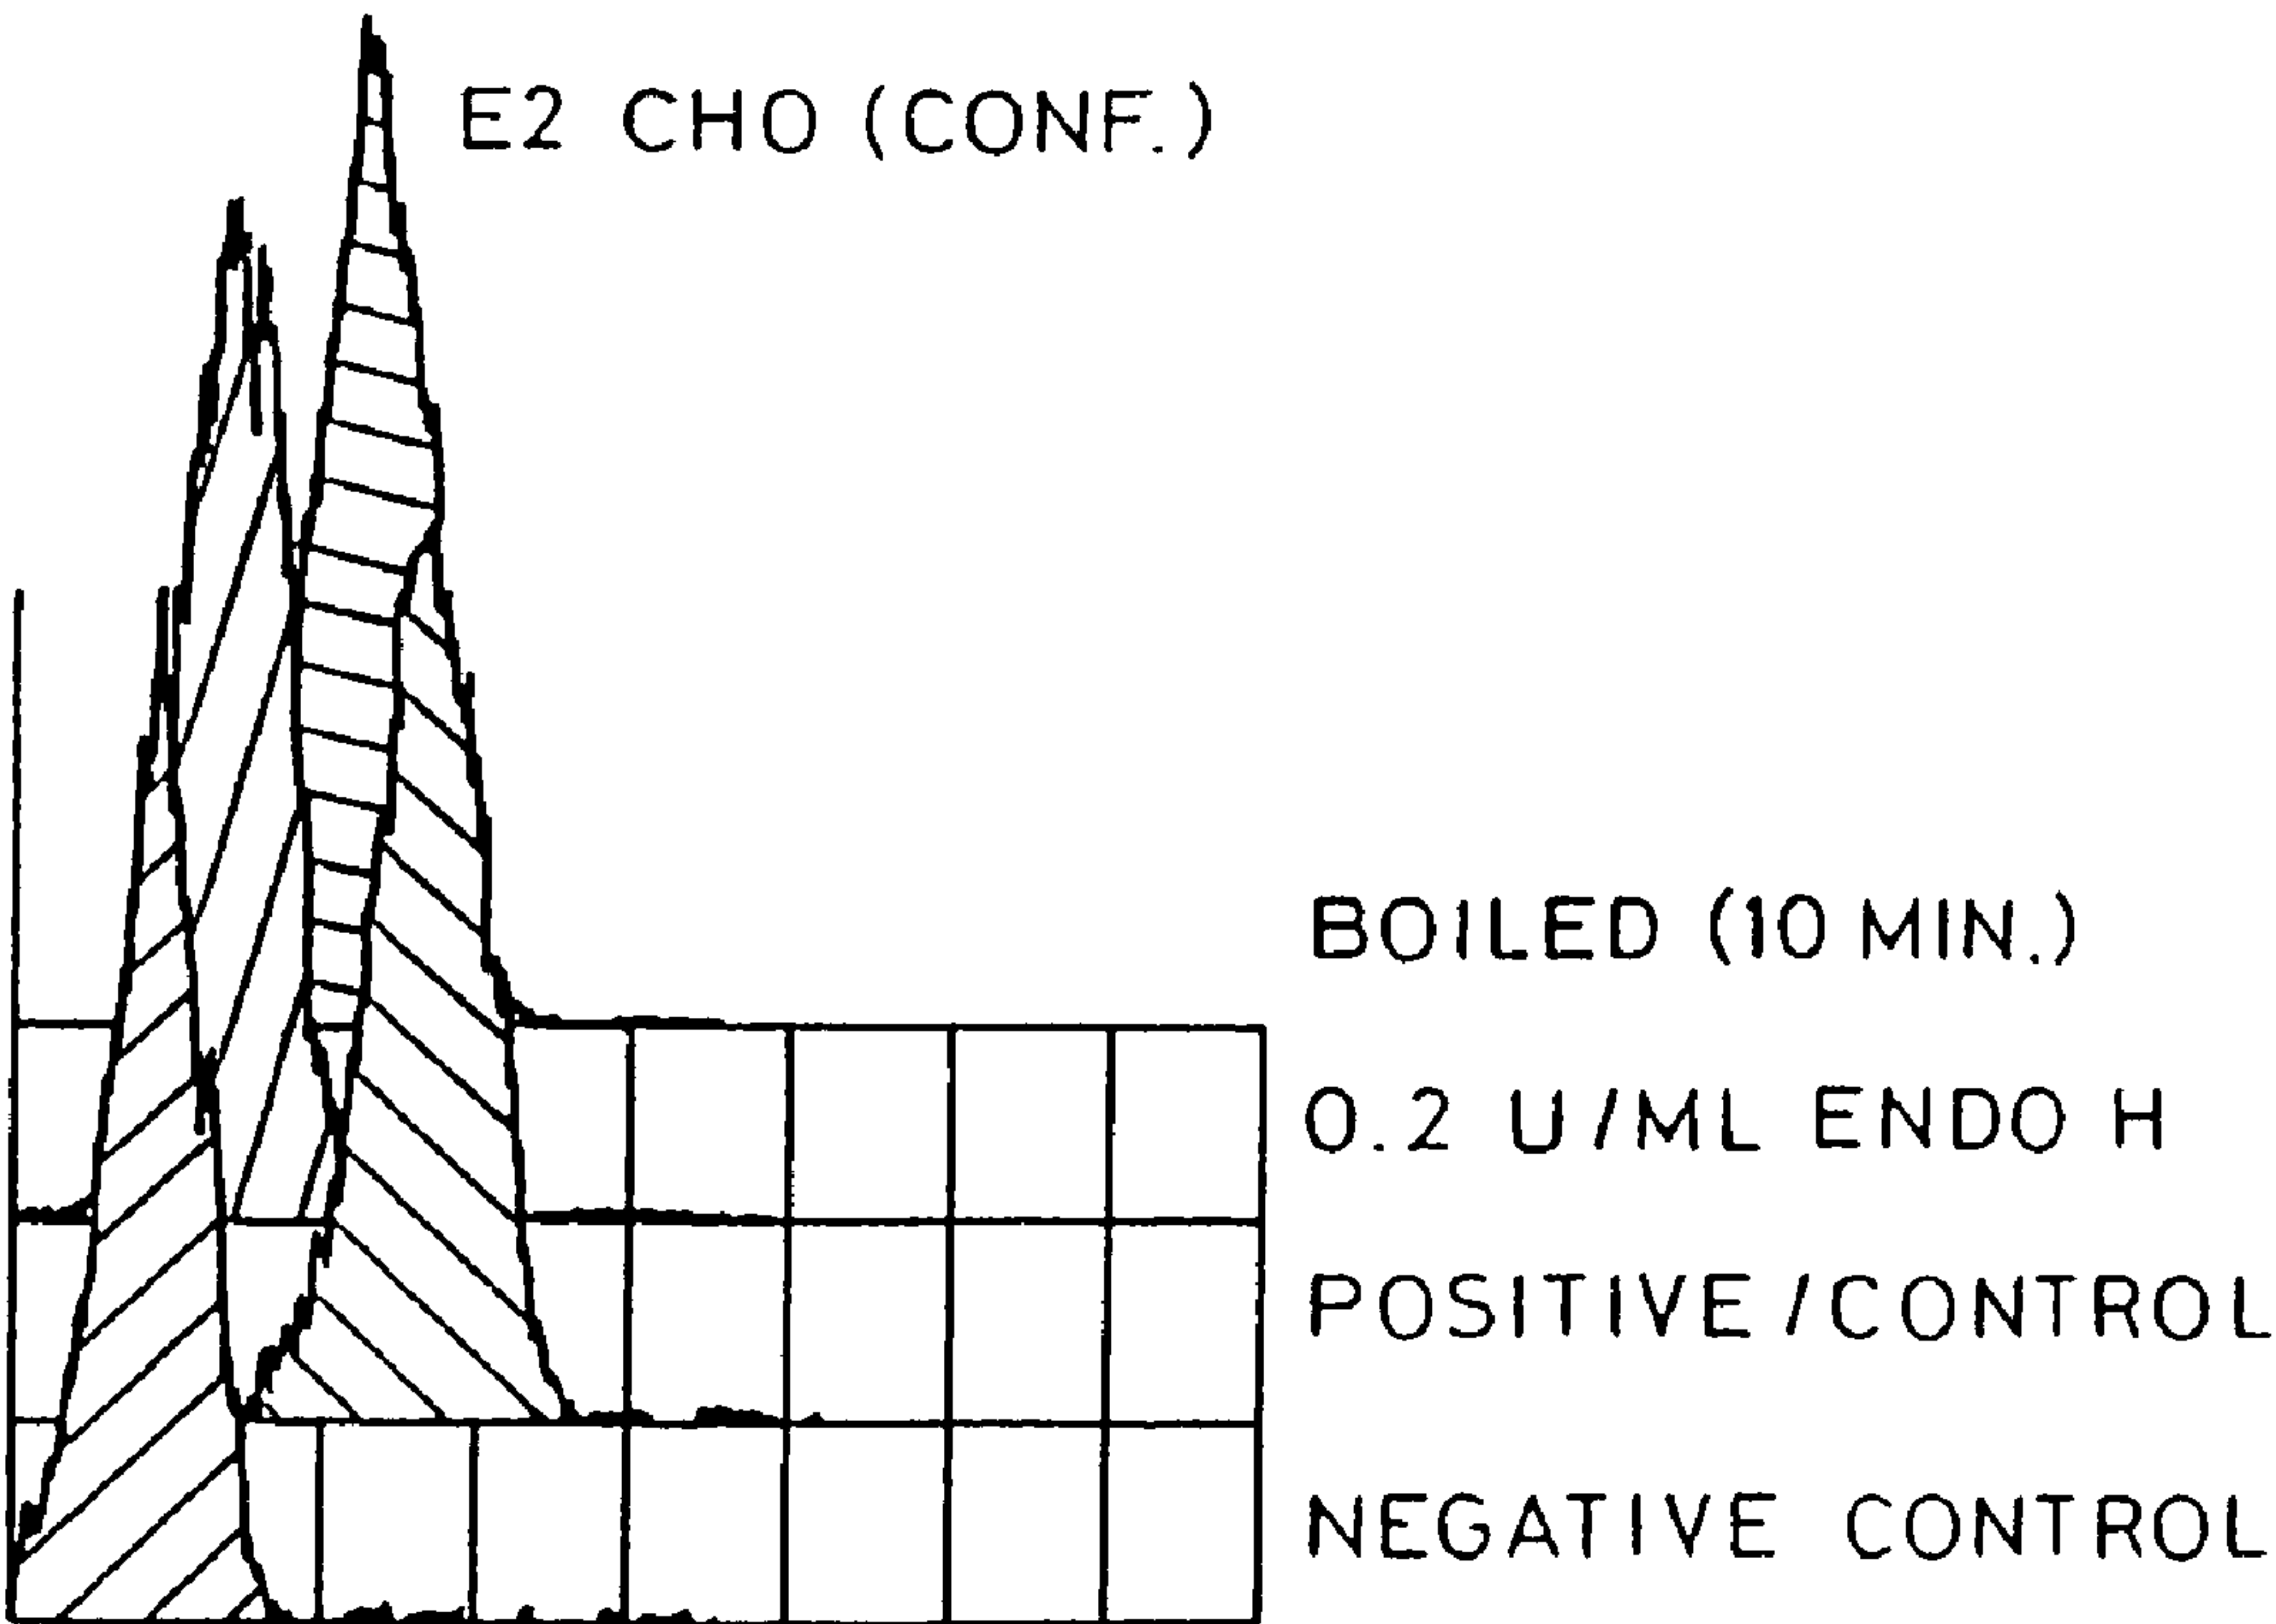 E2 CHO (CONF.)
BOILED (10 MIN.)
0.2 U/ML ENDO H
POSITIVE/CONTROL
NEGATIVE CONTROL